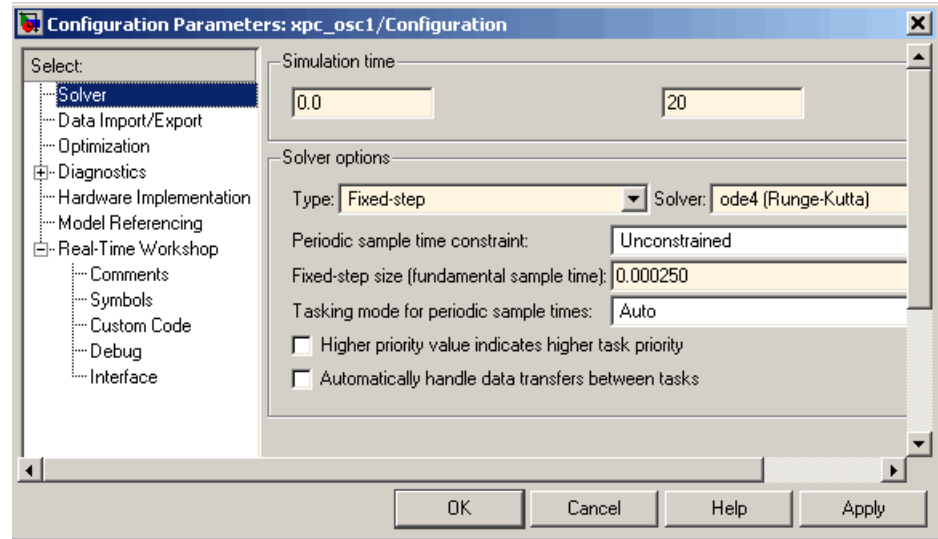 Configuration Parameters: xpc_osc1/Configuration
Select:
Solver
Data Import/Export
Optimization
Diagnostics
Hardware Implementation
Model Referencing
Real-Time Workshop
Comments
Symbols
Custom Code
Debug
Interface
Simulation time
0.0 20
Solver options
Type: Fixed-step Solver: ode4 (Runge-Kutta)
Periodic sample time constraint: Unconstrained
Fixed-step size (fundamental sample time): 0.000250
Tasking mode for periodic sample times: Auto
Higher priority value indicates higher task priority
Automatically handle data transfers between tasks
OK Cancel Help Apply